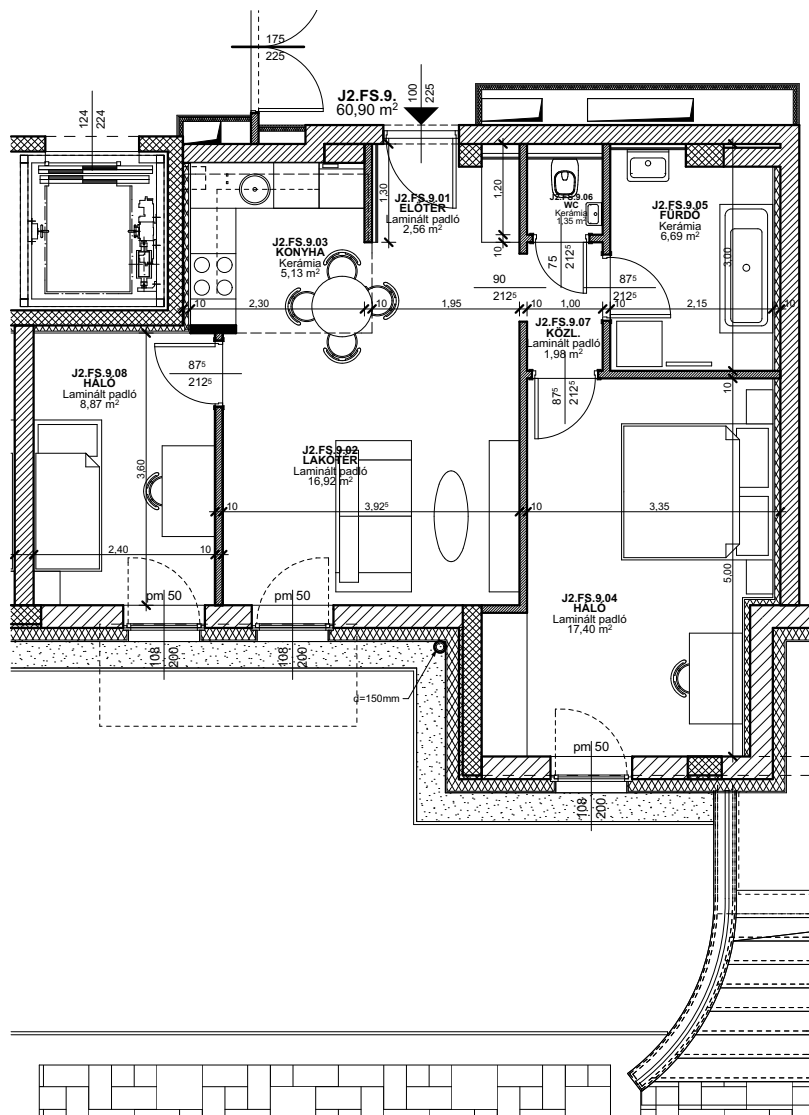 175
225
J2.FS.9.
60,90 m²
100
225
124
224
J2.FS.9.01
ELŐTÉR
Laminált padló
2,56 m²
1,30
1,20
J2.FS.9.06
WC
Kerámia
1,35 m²
J2.FS.9.05
FÜRDŐ
Kerámia
6,69 m²
3,00
J2.FS.9.03
KONYHA
Kerámia
5,13 m²
10
75
212⁵
90
212⁵
87⁵
212⁵
10
2,30
10
1,95
10
1,00
10
2,15
10
J2.FS.9.07
KÖZL.
Laminált padló
1,98 m²
J2.FS.9.08
HÁLÓ
Laminált padló
8,87 m²
87⁵
212⁵
87⁵
212⁵
10
3,60
J2.FS.9.02
LAKÓTÉR
Laminált padló
16,92 m²
10
3,92⁵
10
3,35
2,40
10
5,00
J2.FS.9.04
HÁLÓ
Laminált padló
17,40 m²
pm 50
pm 50
108
200
108
200
d=150mm
pm 50
108
200